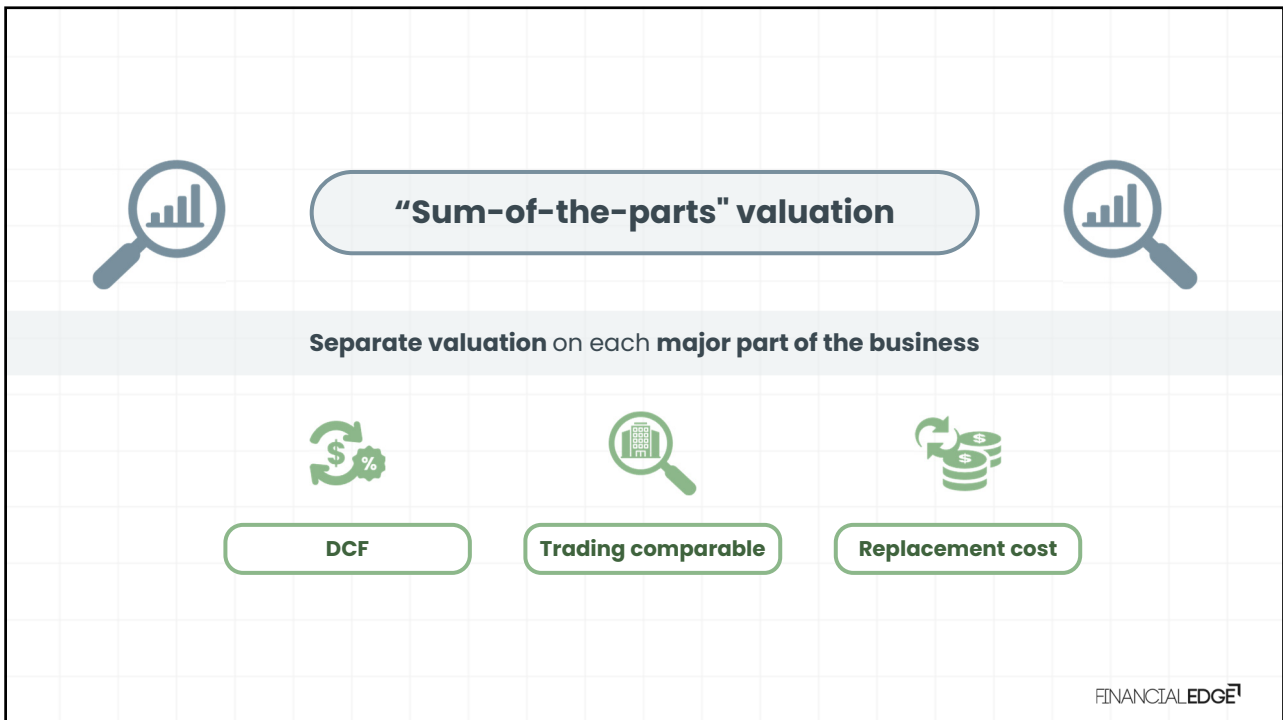 “Sum-of-the-parts" valuation
Separate valuation on each major part of the business
$ %
$ $
DCF
Trading comparable
Replacement cost
FINANCIALEDGE